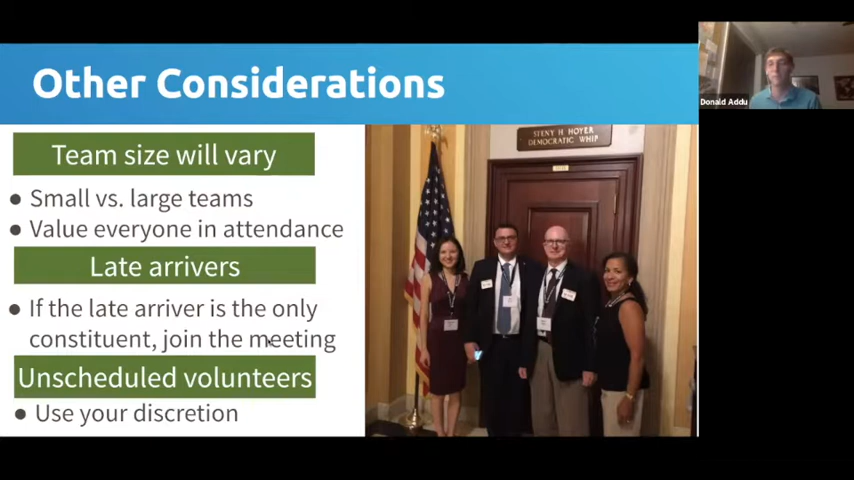 Other Considerations
Team size will vary
● Small vs. large teams
● Value everyone in attendance
Late arrivers
● If the late arriver is the only
constituent, join the meeting
Unscheduled volunteers
● Use your discretion
STENY H HOYER
DEMOCRATIC WHIP
Donald Addu